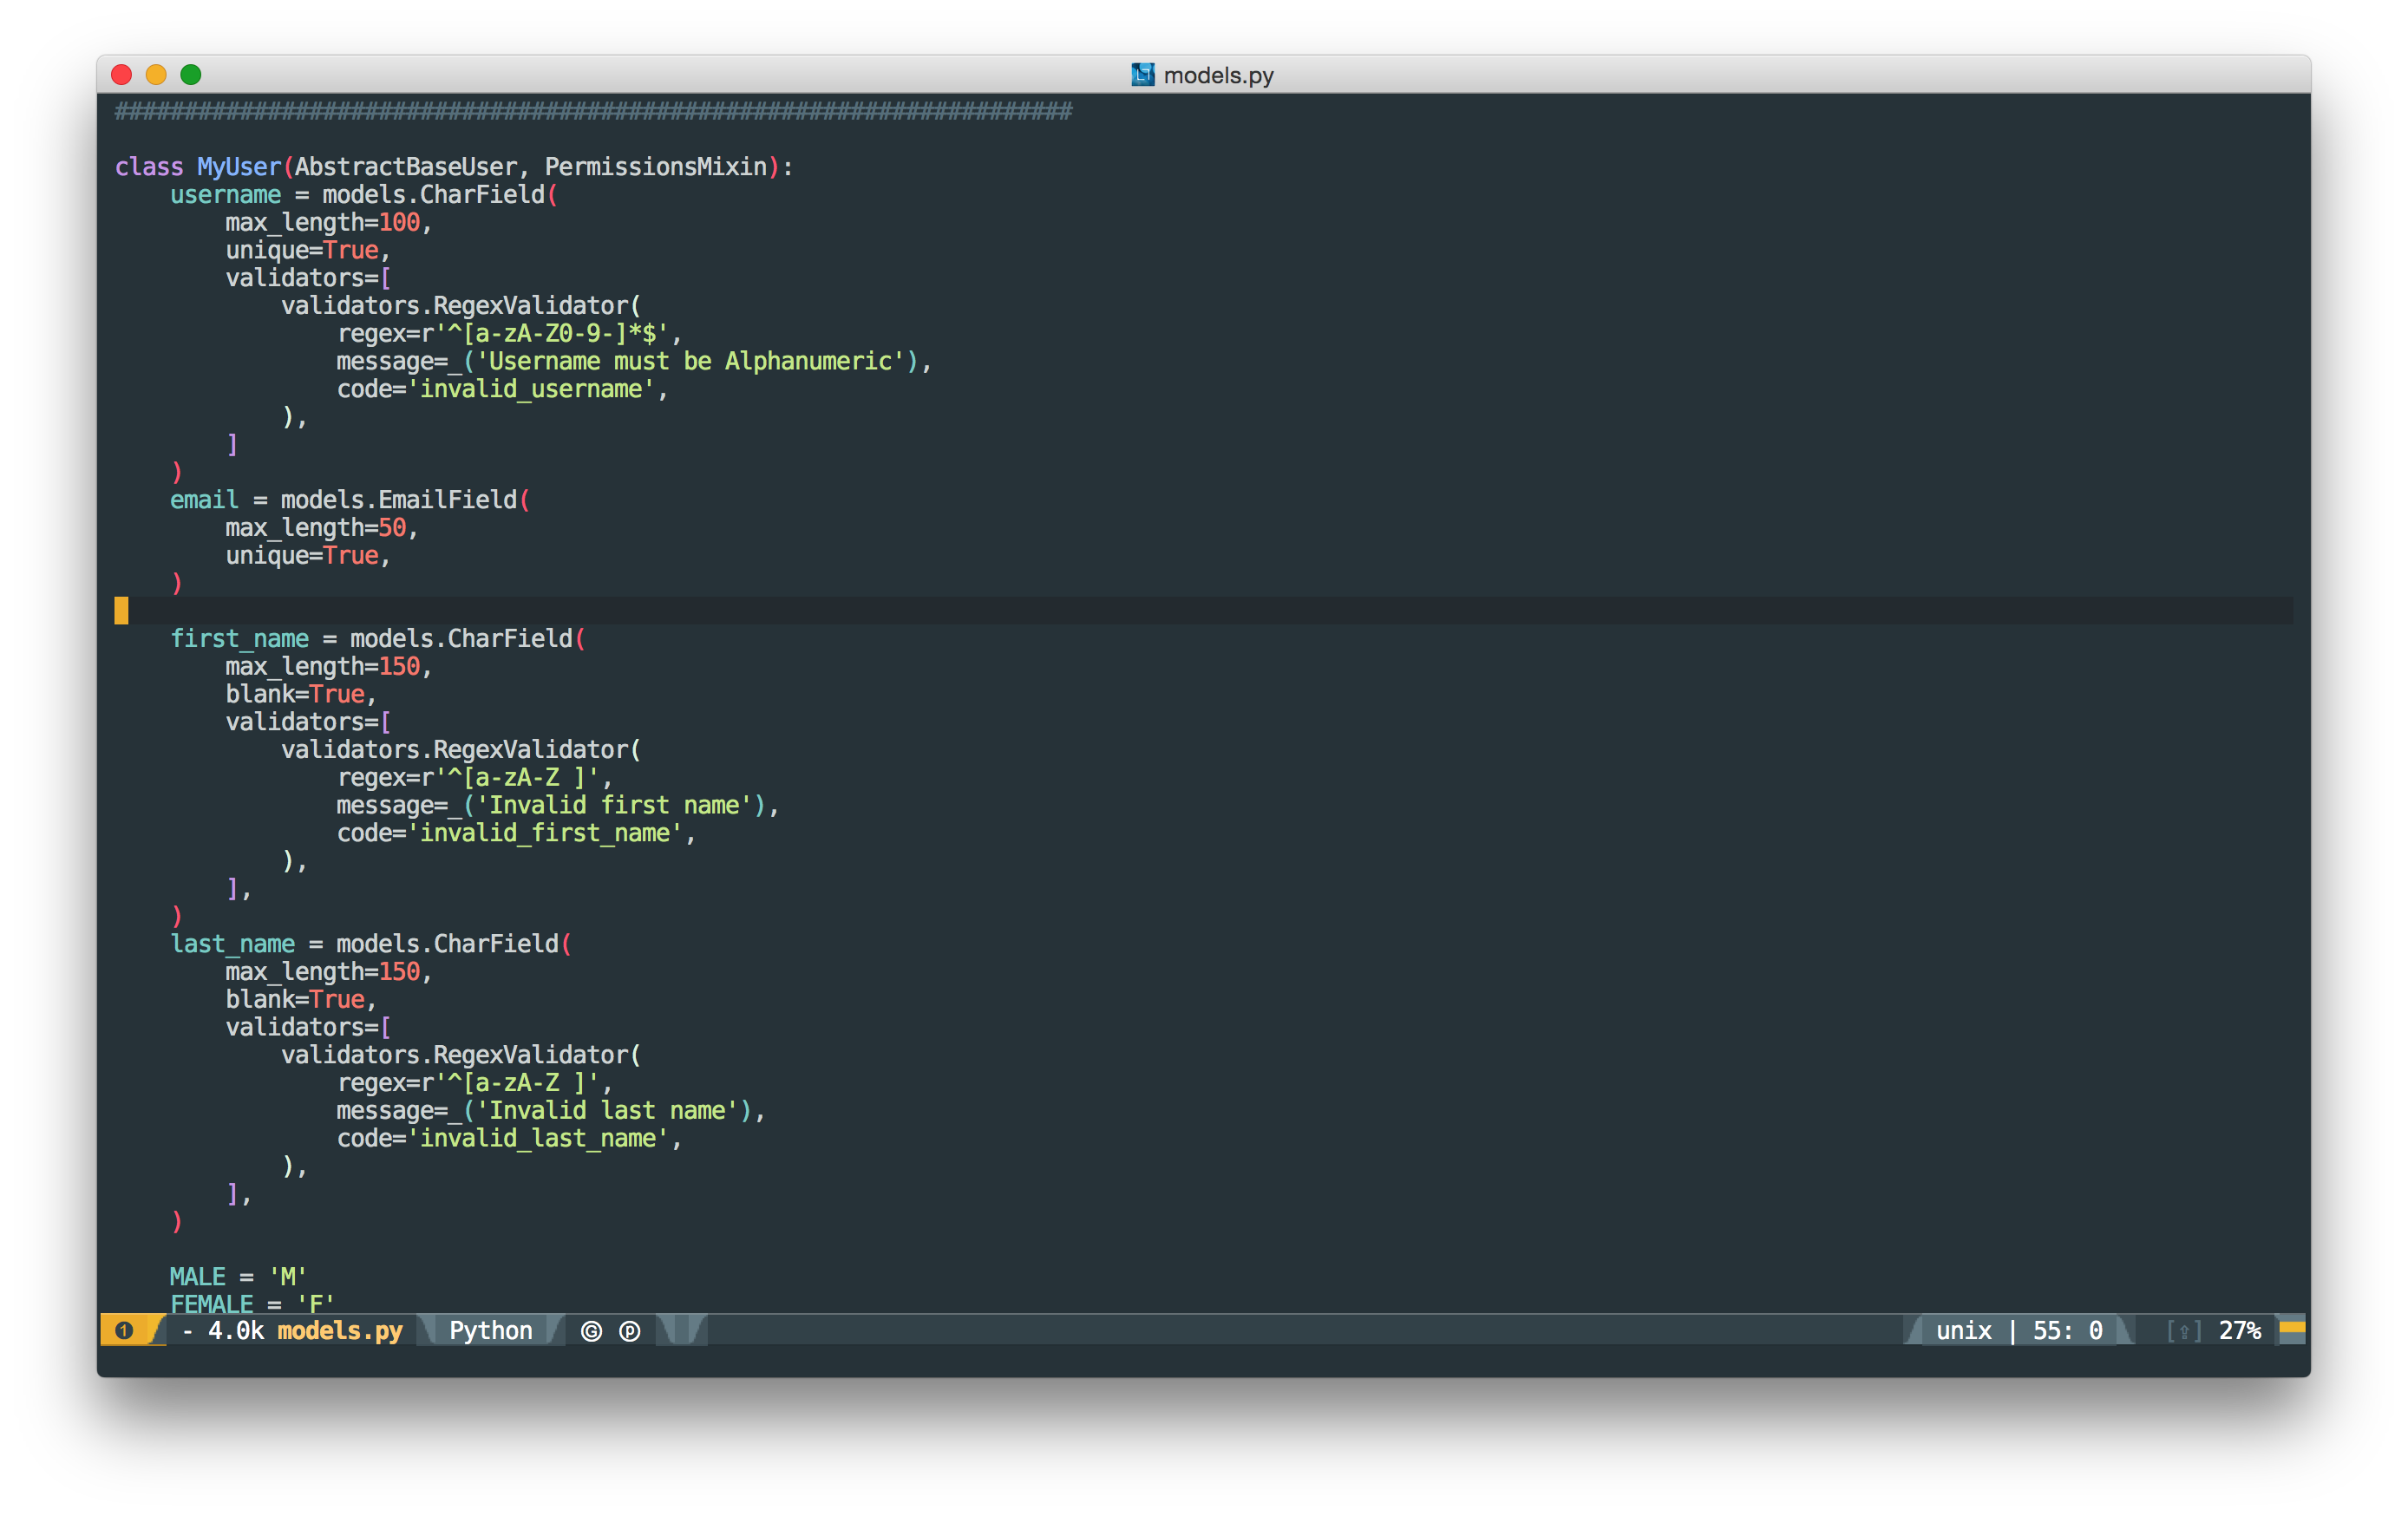 models.py
#####################################################################
class MyUser(AbstractBaseUser, PermissionsMixin):
    username = models.CharField(
        max_length=100,
        unique=True,
        validators=[
            validators.RegexValidator(
                regex=r'^[a-zA-Z0-9-]*$',
                message=_('Username must be Alphanumeric'),
                code='invalid_username',
            ),
        ]
    )
    email = models.EmailField(
        max_length=50,
        unique=True,
    )
    first_name = models.CharField(
        max_length=150,
        blank=True,
        validators=[
            validators.RegexValidator(
                regex=r'^[a-zA-Z ]',
                message=_('Invalid first name'),
                code='invalid_first_name',
            ),
        ],
    )
    last_name = models.CharField(
        max_length=150,
        blank=True,
        validators=[
            validators.RegexValidator(
                regex=r'^[a-zA-Z ]',
                message=_('Invalid last name'),
                code='invalid_last_name',
            ),
        ],
    )
    MALE = 'M'
    FEMALE = 'F'
❶ - 4.0k models.py Python Ⓖ ⓟ unix | 55: 0 [⇧] 27%